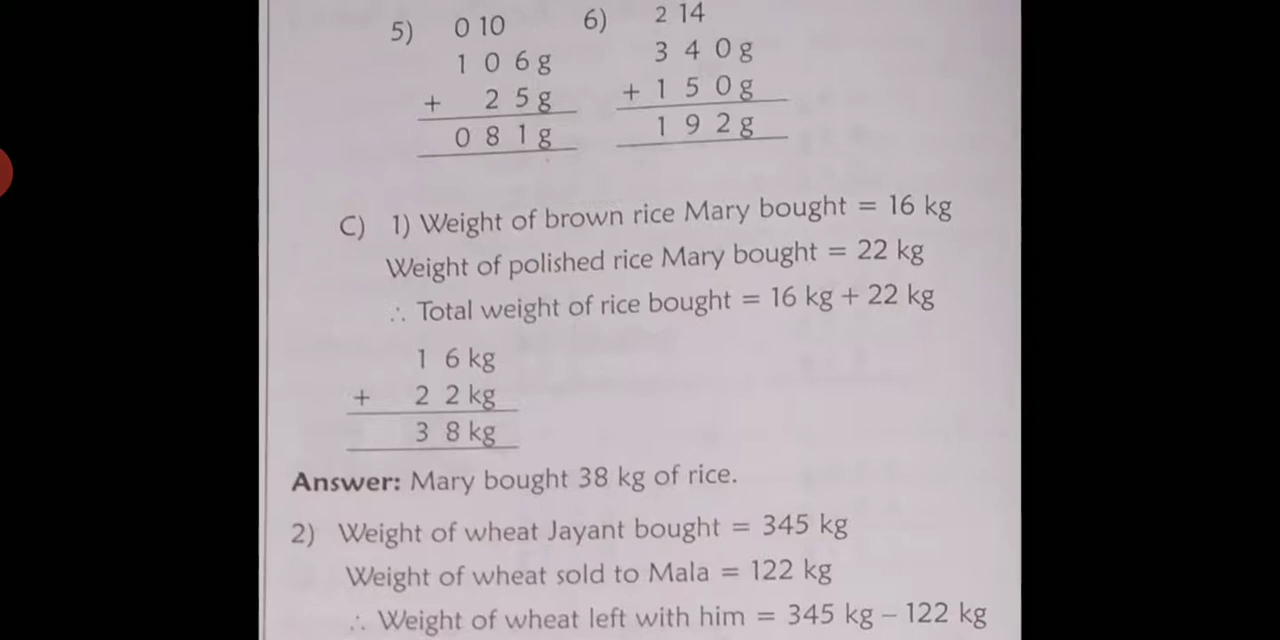 5) 0 10 6) 2 14
1 0 6 g 3 4 0 g
+ 2 5 g + 1 5 0 g
0 8 1 g 1 9 2 g
C) 1) Weight of brown rice Mary bought = 16 kg
Weight of polished rice Mary bought = 22 kg
∴ Total weight of rice bought = 16 kg + 22 kg
1 6 kg
+ 2 2 kg
3 8 kg
Answer: Mary bought 38 kg of rice.
2) Weight of wheat Jayant bought = 345 kg
Weight of wheat sold to Mala = 122 kg
∴ Weight of wheat left with him = 345 kg – 122 kg